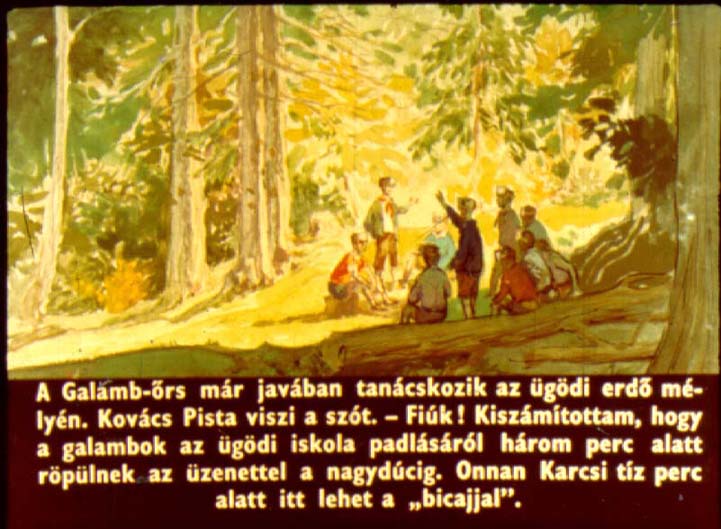 A Galamb-őrs már javában tanácskozik az ügödi erdő mé-
lyén. Kovács Pista viszi a szót. – Fiúk! Kiszámítottam, hogy
a galambok az ügödi iskola padlásáról három perc alatt
röpülnek az üzenettel a nagydúcig. Onnan Karcsi tíz perc
alatt itt lehet a „bicajjal”.